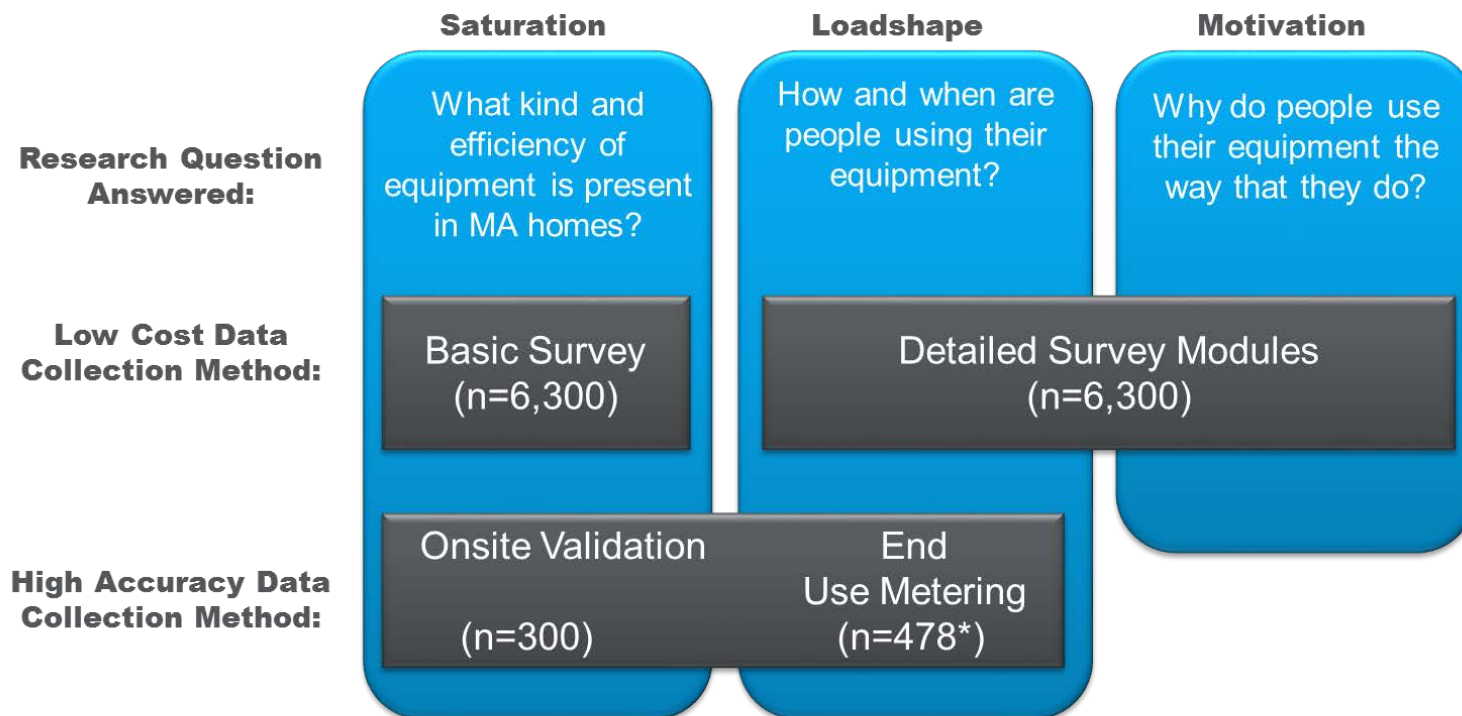 Saturation
Loadshape
Motivation
Research Question
Answered:
What kind and
efficiency of
equipment is present
in MA homes?
How and when are
people using their
equipment?
Why do people use
their equipment the
way that they do?
Low Cost Data
Collection Method:
Basic Survey
(n=6,300)
Detailed Survey Modules
(n=6,300)
High Accuracy Data
Collection Method:
Onsite Validation
(n=300)
End
Use Metering
(n=478*)